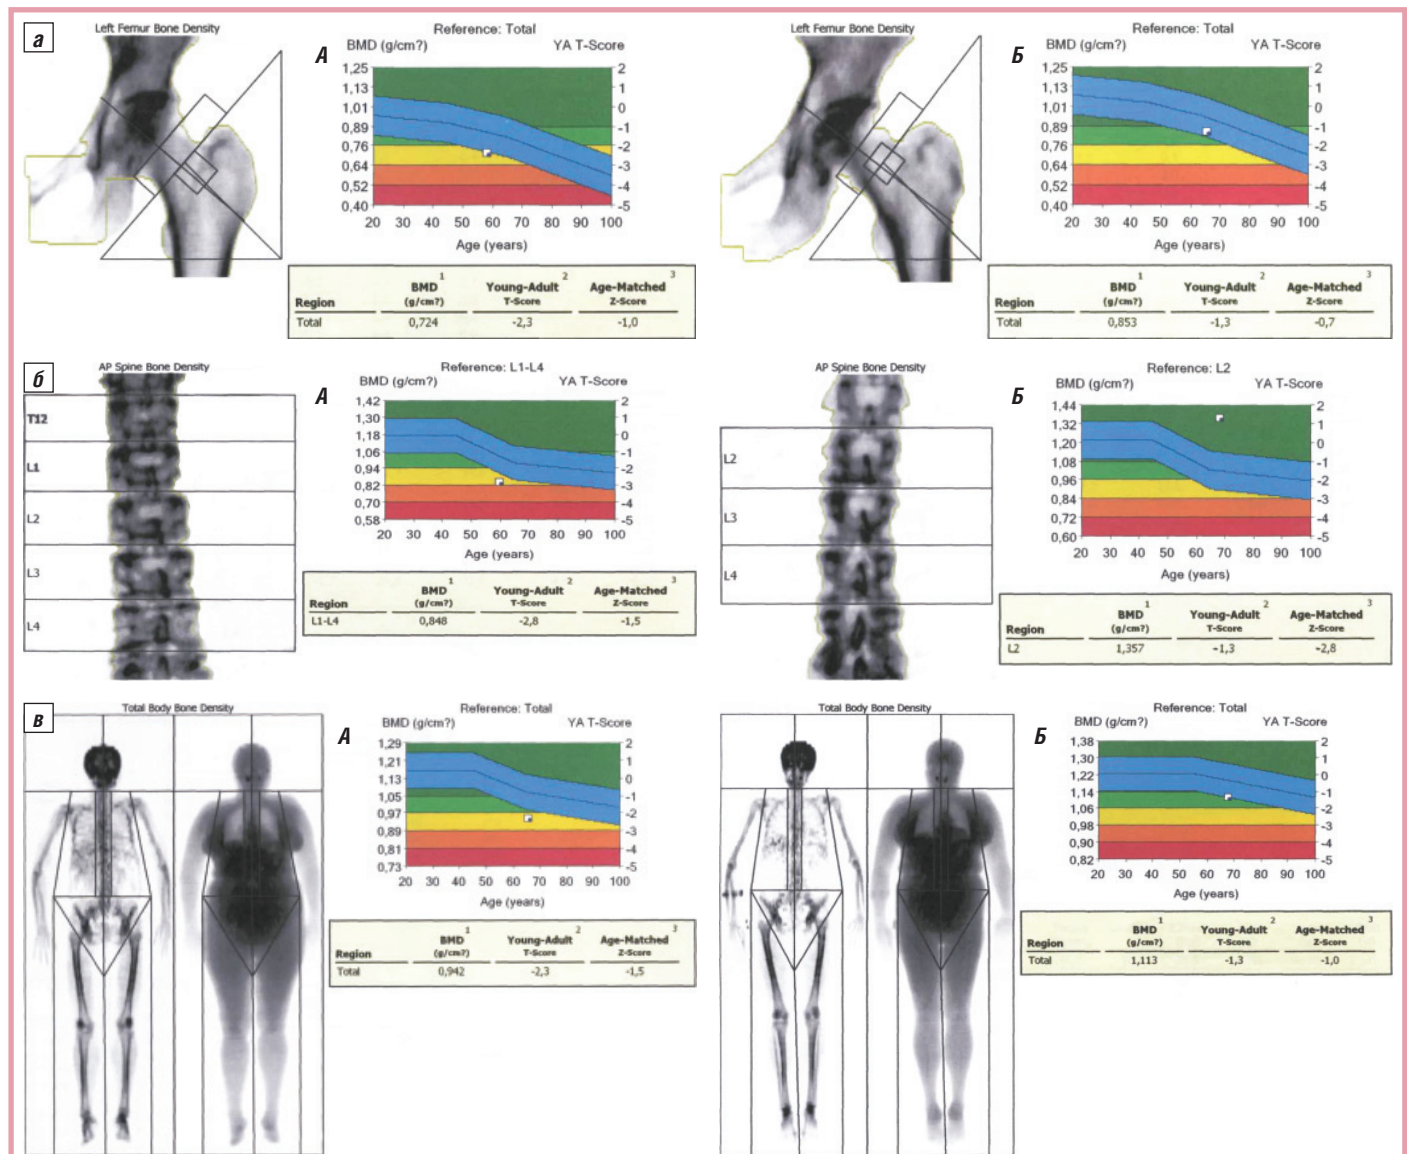 а
Left Femur Bone Density
А
Reference: Total
BMD (g/cm?) YA T-Score
1,25 2
1,13 1
1,01 0
0,89 -1
0,76 -2
0,64 -3
0,52 -4
0,40 -5
20 30 40 50 60 70 80 90 100
Age (years)
Region BMD 1 (g/cm?) Young-Adult 2 T-Score Age-Matched 3 Z-Score
Total 0,724 -2,3 -1,0
Left Femur Bone Density
Б
Reference: Total
BMD (g/cm?) YA T-Score
1,25 2
1,13 1
1,01 0
0,89 -1
0,76 -2
0,64 -3
0,52 -4
0,40 -5
20 30 40 50 60 70 80 90 100
Age (years)
Region BMD 1 (g/cm?) Young-Adult 2 T-Score Age-Matched 3 Z-Score
Total 0,853 -1,3 -0,7
б
AP Spine Bone Density
T12
L1
L2
L3
L4
А
Reference: L1-L4
BMD (g/cm?) YA T-Score
1,42 2
1,30 1
1,18 0
1,06 -1
0,94 -2
0,82 -3
0,70 -4
0,58 -5
20 30 40 50 60 70 80 90 100
Age (years)
Region BMD 1 (g/cm?) Young-Adult 2 T-Score Age-Matched 3 Z-Score
L1-L4 0,848 -2,8 -1,5
AP Spine Bone Density
L2
L3
L4
Б
Reference: L2
BMD (g/cm?) YA T-Score
1,44 2
1,32 1
1,20 0
1,08 -1
0,96 -2
0,84 -3
0,72 -4
0,60 -5
20 30 40 50 60 70 80 90 100
Age (years)
Region BMD 1 (g/cm?) Young-Adult 2 T-Score Age-Matched 3 Z-Score
L2 1,357 -1,3 -2,8
в
Total Body Bone Density
А
Reference: Total
BMD (g/cm?) YA T-Score
1,29 2
1,21 1
1,13 0
1,05 -1
0,97 -2
0,89 -3
0,81 -4
0,73 -5
20 30 40 50 60 70 80 90 100
Age (years)
Region BMD 1 (g/cm?) Young-Adult 2 T-Score Age-Matched 3 Z-Score
Total 0,942 -2,3 -1,5
Total Body Bone Density
Б
Reference: Total
BMD (g/cm?) YA T-Score
1,38 2
1,30 1
1,22 0
1,14 -1
1,06 -2
0,98 -3
0,90 -4
0,82 -5
20 30 40 50 60 70 80 90 100
Age (years)
Region BMD 1 (g/cm?) Young-Adult 2 T-Score Age-Matched 3 Z-Score
Total 1,113 -1,3 -1,0